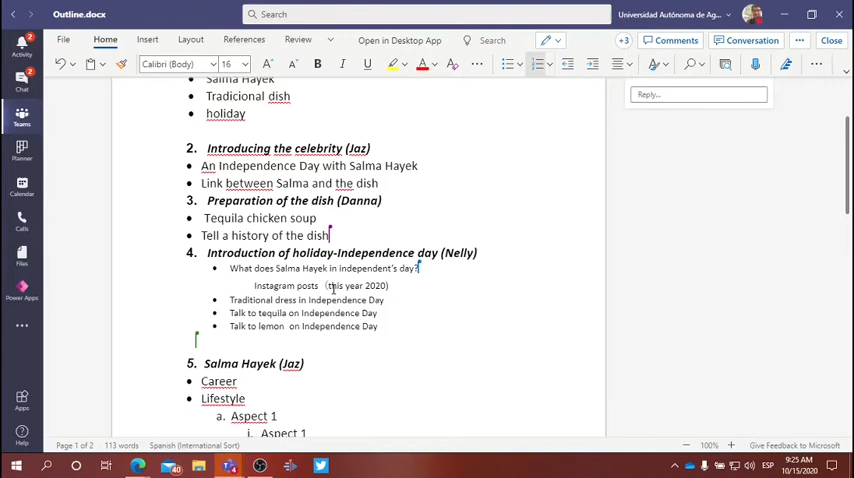 Outline.docx
Search
Universidad Autónoma de Ag...
File Home Insert Layout References Review Open in Desktop App Search +3 Comments Conversation Close
Calibri (Body) 16 B I U A
Activity
Chat
Teams
Planner
Calendar
Calls
Files
Power Apps
Apps
Help
Reply...
Salma Hayek
Tradicional dish
holiday
2. Introducing the celebrity (Jaz)
An Independence Day with Salma Hayek
Link between Salma and the dish
3. Preparation of the dish (Danna)
Tequila chicken soup
Tell a history of the dish
4. Introduction of holiday-Independence day (Nelly)
What does Salma Hayek in independent's day?
Instagram posts (this year 2020)
Traditional dress in Independence Day
Talk to tequila on Independence Day
Talk to lemon on Independence Day
5. Salma Hayek (Jaz)
Career
Lifestyle
a. Aspect 1
i. Aspect 1
Page 1 of 2 113 words Spanish (International Sort) 100% Give Feedback to Microsoft
40
4
ESP
9:25 AM
10/15/2020